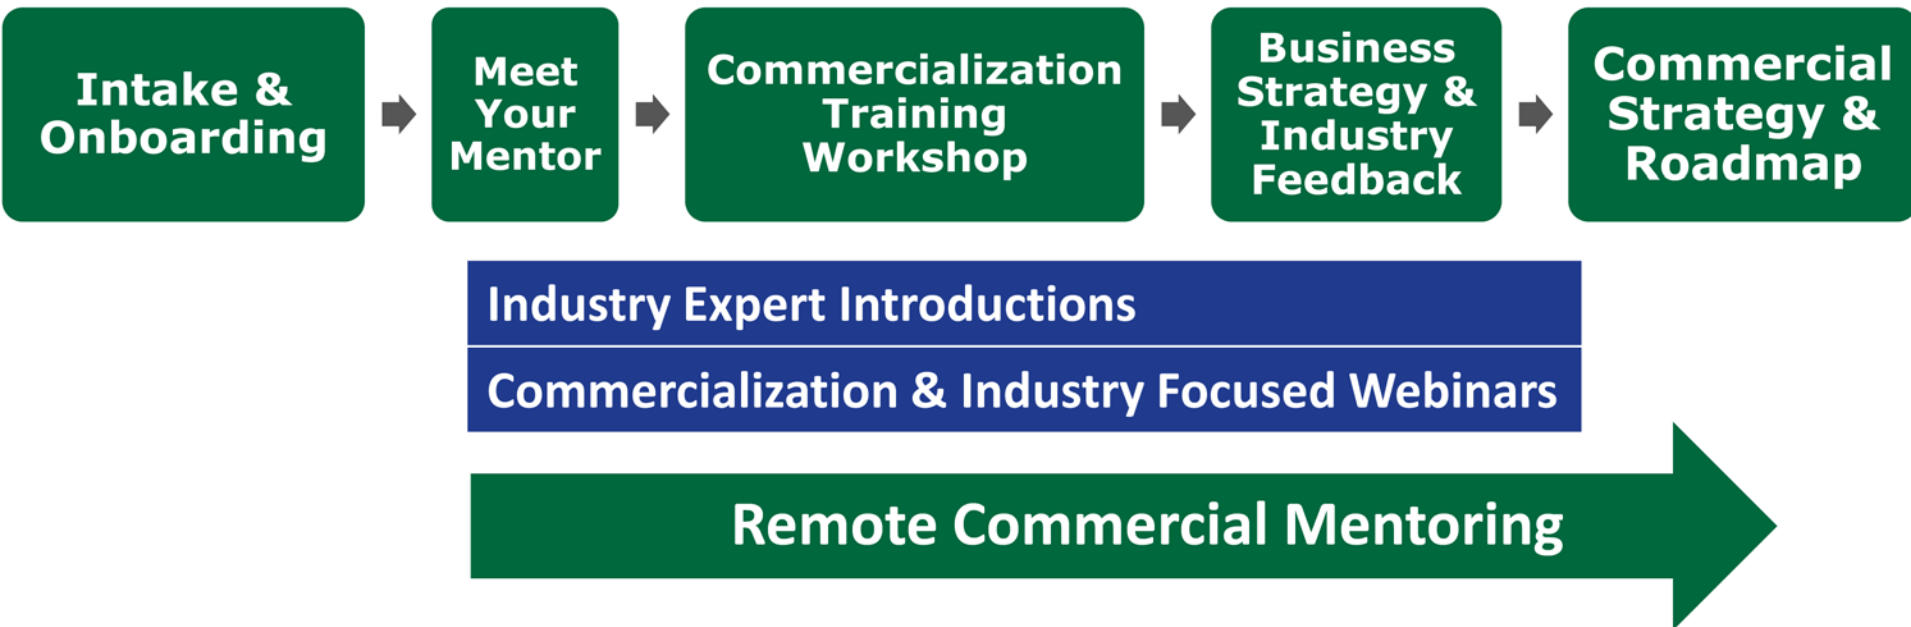 Intake &
Onboarding
Meet
Your
Mentor
Commercialization
Training
Workshop
Business
Strategy &
Industry
Feedback
Commercial
Strategy &
Roadmap
Industry Expert Introductions
Commercialization & Industry Focused Webinars
Remote Commercial Mentoring